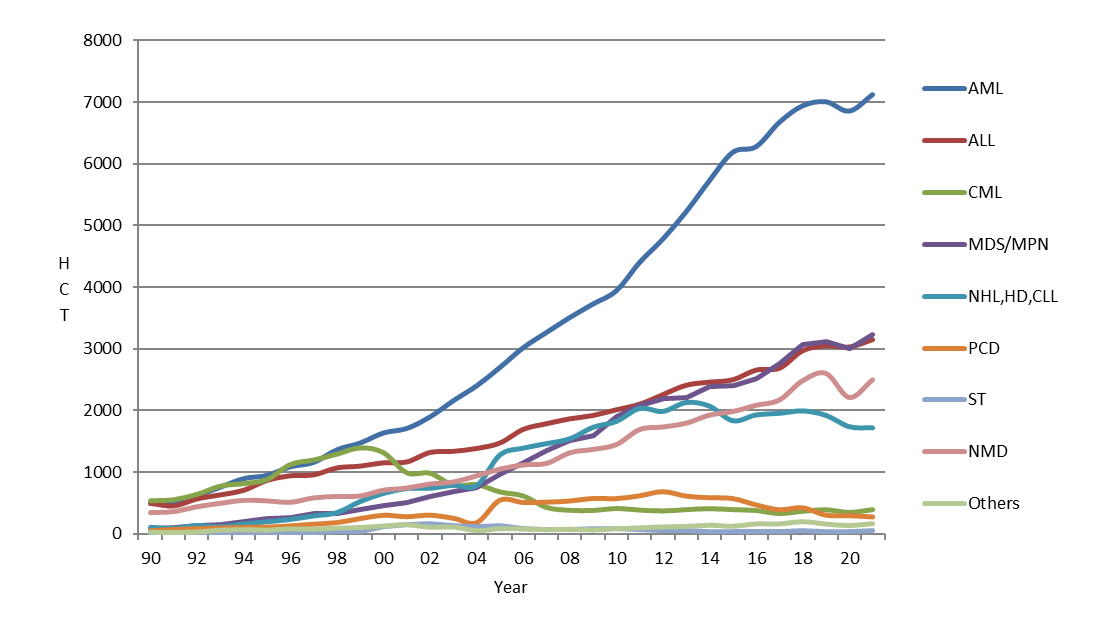 8000
7000
6000
5000
4000
3000
2000
1000
0
H
C
T
90 92 94 96 98 00 02 04 06 08 10 12 14 16 18 20
Year
AML
ALL
CML
MDS/MPN
NHL,HD,CLL
PCD
ST
NMD
Others